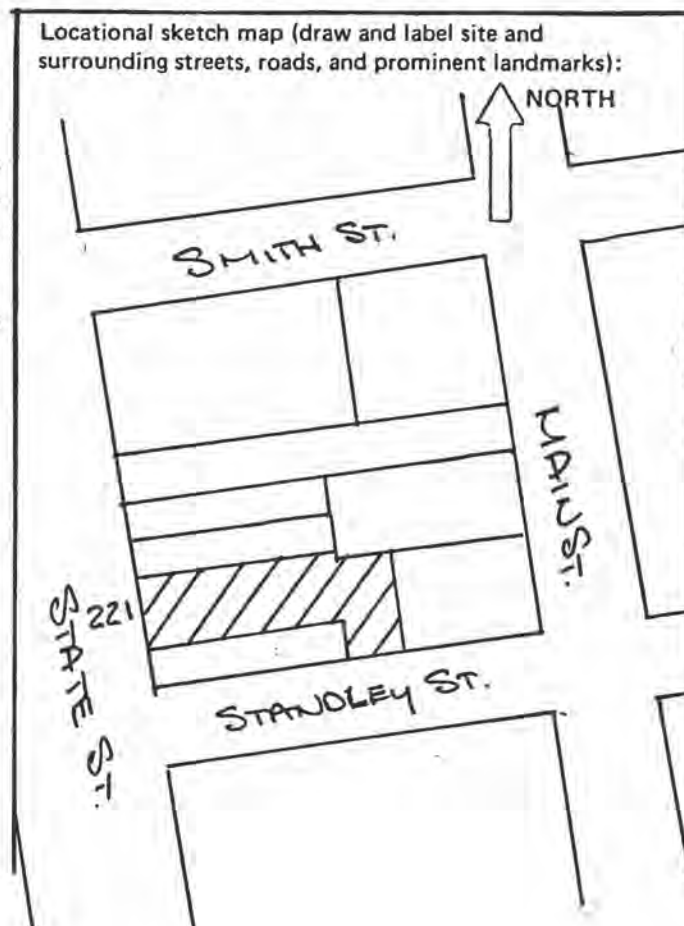 Locational sketch map (draw and label site and
surrounding streets, roads, and prominent landmarks):
NORTH
SMITH ST.
MAIN ST.
221
STATE ST.
STANDLEY ST.